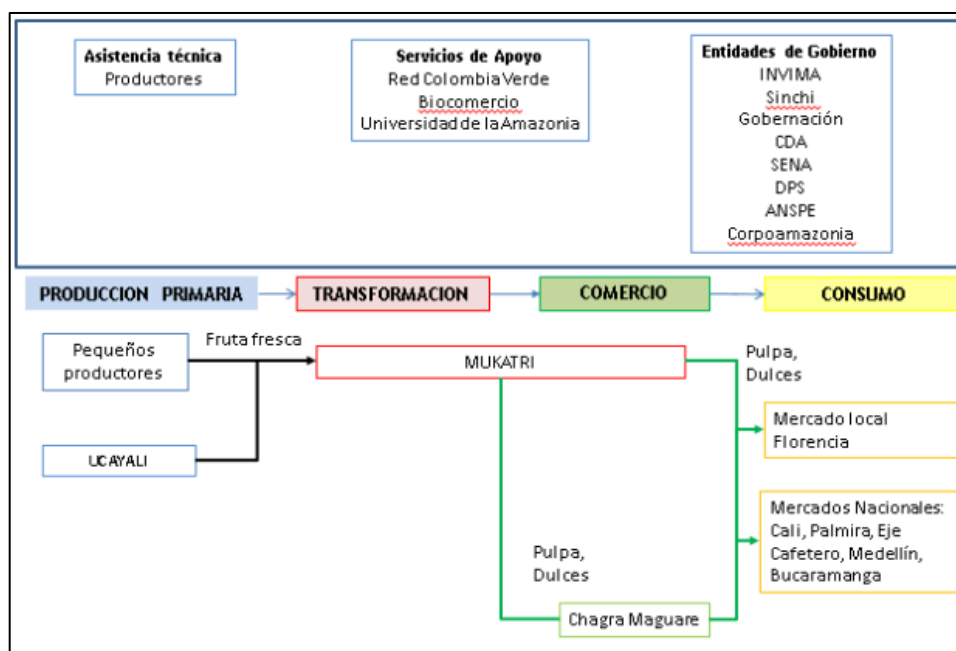 Asistencia técnica
Productores
Servicios de Apoyo
Red Colombia Verde
Biocomercio
Universidad de la Amazonia
Entidades de Gobierno
INVIMA
Sinchi
Gobernación
CDA
SENA
DPS
ANSPE
Corpoamazonia
PRODUCCION PRIMARIA
TRANSFORMACION
COMERCIO
CONSUMO
Pequeños
productores
Fruta fresca
MUKATRI
Pulpa,
Dulces
UCAYALI
Mercado local
Florencia
Mercados Nacionales:
Cali, Palmira, Eje
Cafetero, Medellín,
Bucaramanga
Pulpa,
Dulces
Chagra Maguare